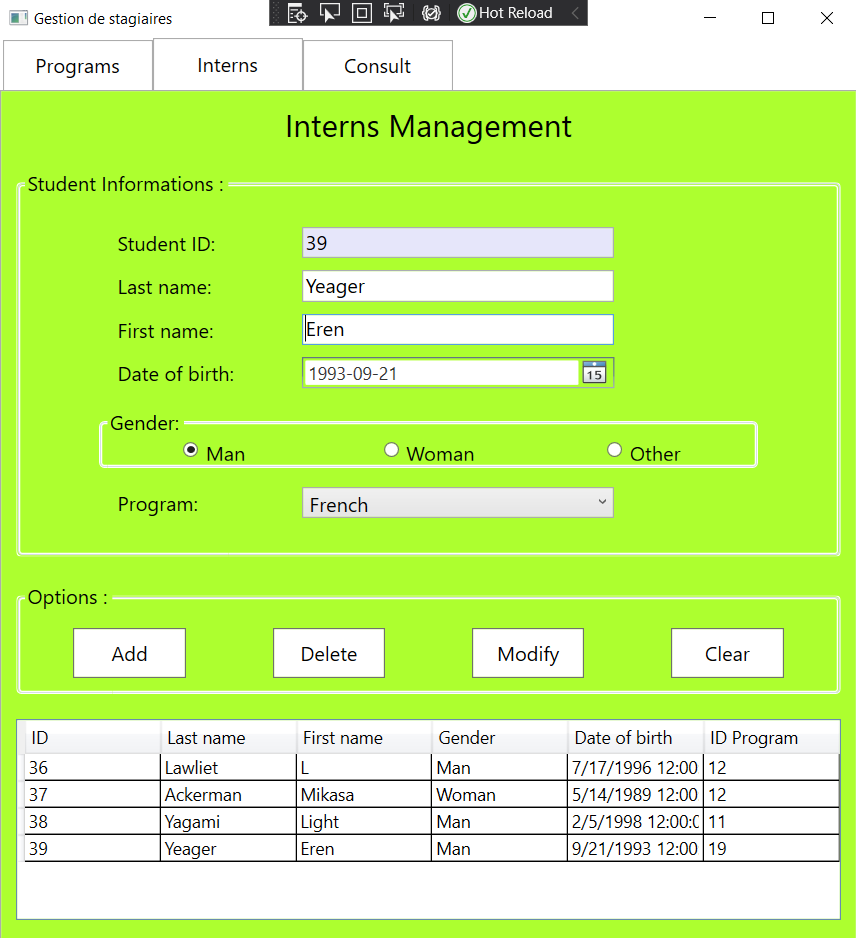 Gestion de stagiaires
Hot Reload
Programs Interns Consult
Interns Management
Student Informations :
Student ID: 39
Last name: Yeager
First name: Eren
Date of birth: 1993-09-21 15
Gender:
Man Woman Other
Program: French
Options :
Add Delete Modify Clear
ID Last name First name Gender Date of birth ID Program
36 Lawliet L Man 7/17/1996 12:00 12
37 Ackerman Mikasa Woman 5/14/1989 12:00 12
38 Yagami Light Man 2/5/1998 12:00:0 11
39 Yeager Eren Man 9/21/1993 12:00 19